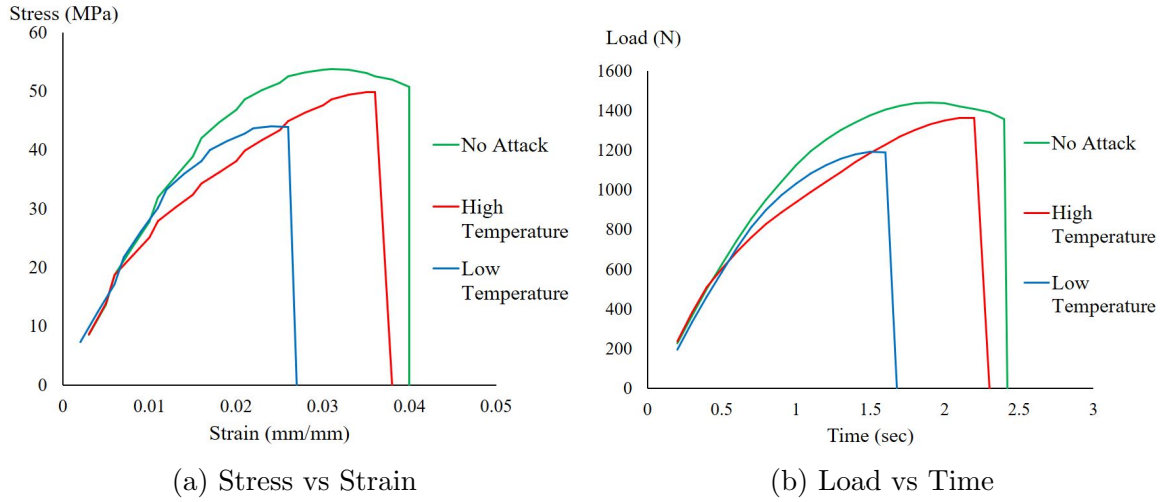 Stress (MPa)
60
50
40
30
20
10
0
0
0.01
0.02
0.03
0.04
0.05
Strain (mm/mm)
No Attack
High
Temperature
Low
Temperature
(a) Stress vs Strain
Load (N)
1600
1400
1200
1000
800
600
400
200
0
0
0.5
1
1.5
2
2.5
3
Time (sec)
No Attack
High
Temperature
Low
Temperature
(b) Load vs Time